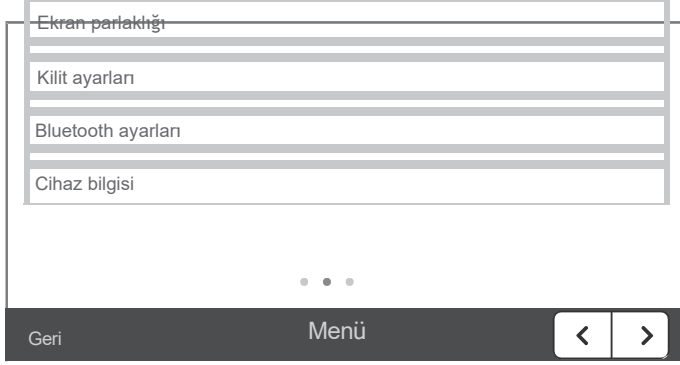 Ekran parlaklığı
Kilit ayarları
Bluetooth ayarları
Cihaz bilgisi
Geri
Menü